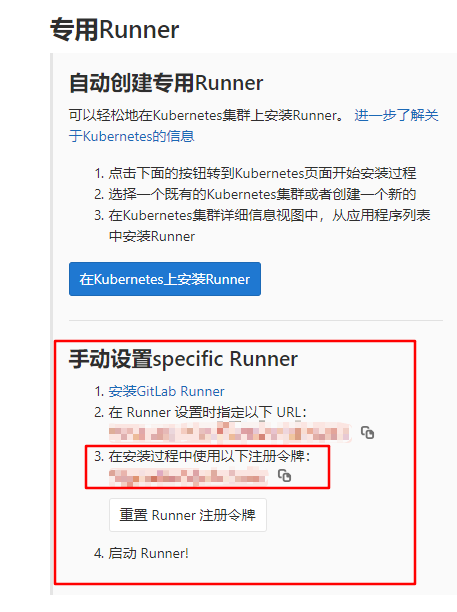 专用Runner
自动创建专用Runner
可以轻松地在Kubernetes集群上安装Runner。 进一步了解关
于Kubernetes的信息
1. 点击下面的按钮转到Kubernetes页面开始安装过程
2. 选择一个既有的Kubernetes集群或者创建一个新的
3. 在Kubernetes集群详细信息视图中，从应用程序列表
中安装Runner
在Kubernetes上安装Runner
手动设置specific Runner
1. 安装GitLab Runner
2. 在 Runner 设置时指定以下 URL：
3. 在安装过程中使用以下注册令牌：
重置 Runner 注册令牌
4. 启动 Runner!